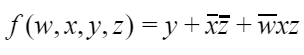 f (w, x, y, z) = y + x̅z̅ + w̅xz